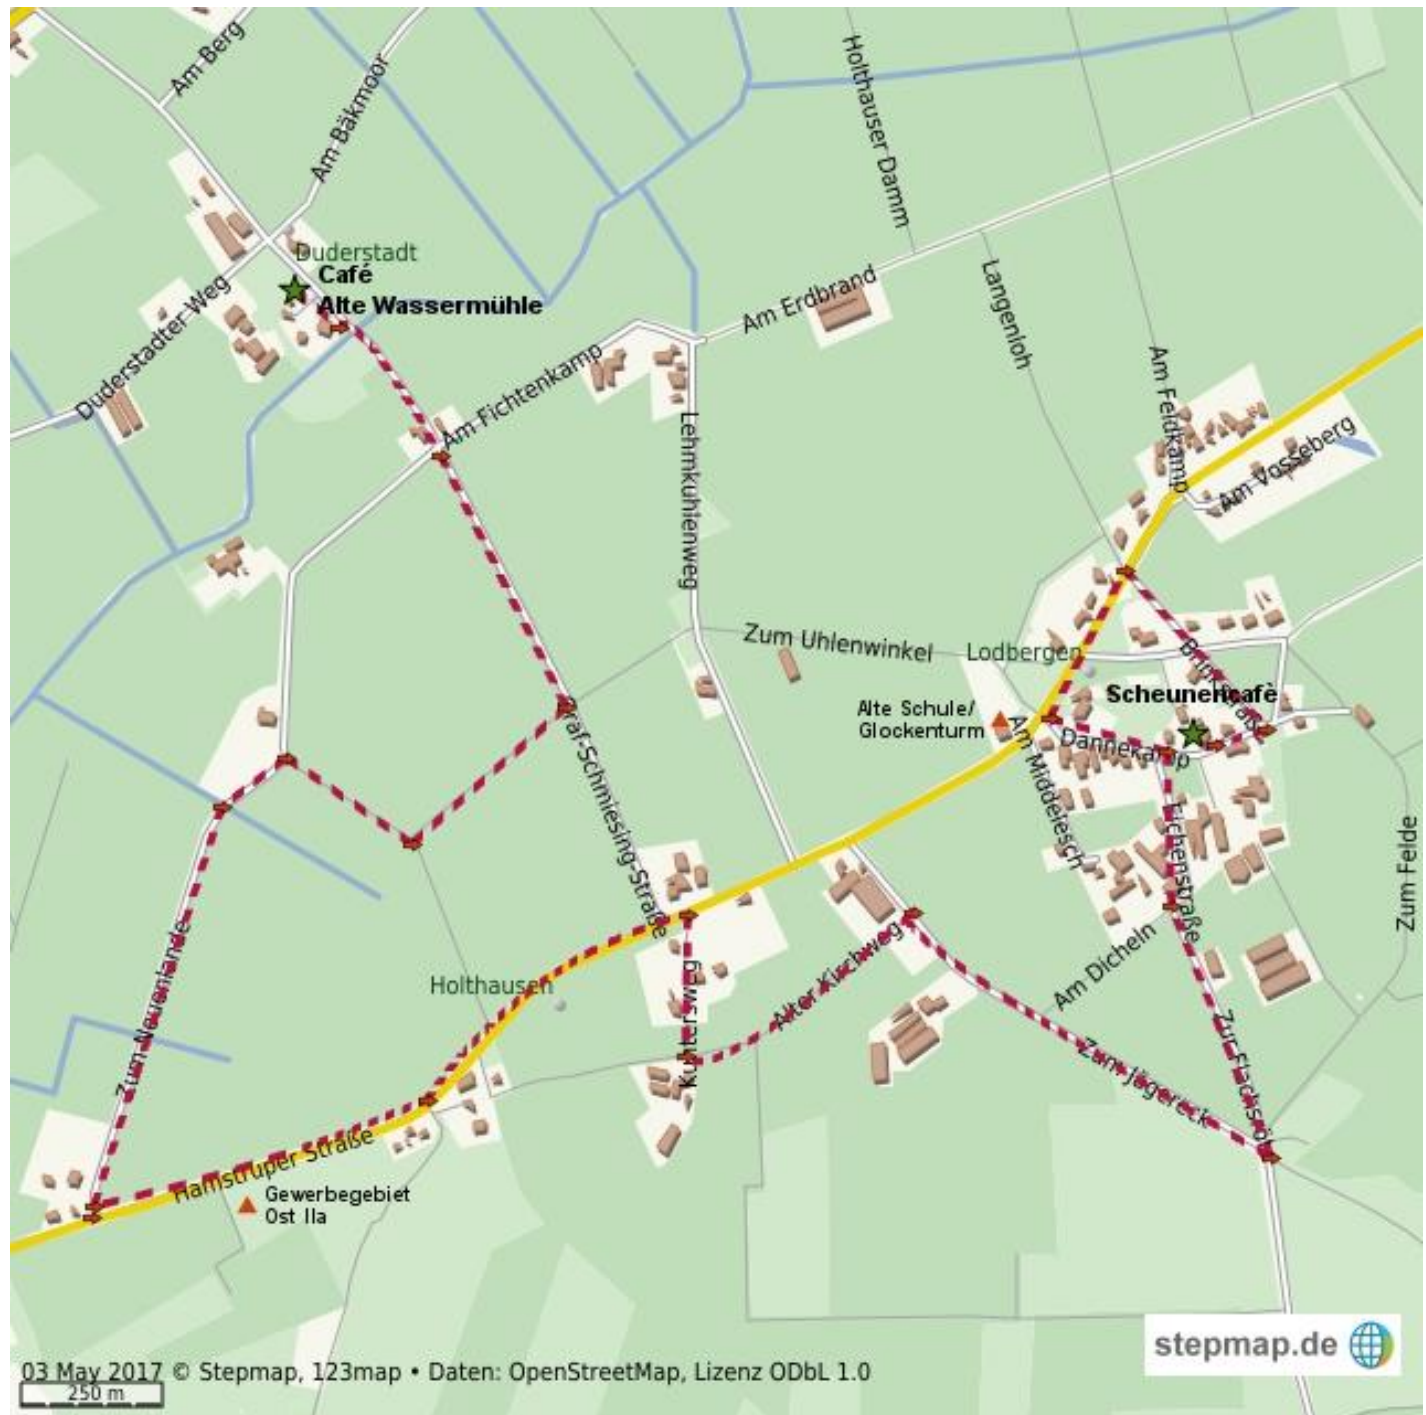 Am Berg
Am Bäkmoor
Holthauser Damm
Duderstadt
Café
Alte Wassermühle
Duderstadter Weg
Am Erdbrand
Langenloh
Am Fichtenkamp
Am Feldkamp
Am Vosseberg
Lehmkuhlenweg
Zum Uhlenwinkel
Lodbergen
Brinkstraße
Scheunencafè
Alte Schule/
Glockenturm
Am Middelesch
Dannekamp
Graf-Schmiesing-Straße
Eichenstraße
Zum Felde
Zum Neuenlande
Holthausen
Alter Kirchweg
Am Dicheln
Zum Jägereck
Hamstruper Straße
Gewerbegebiet
Ost IIa
stepmap.de
03 May 2017 © Stepmap, 123map • Daten: OpenStreetMap, Lizenz ODbL 1.0
250 m